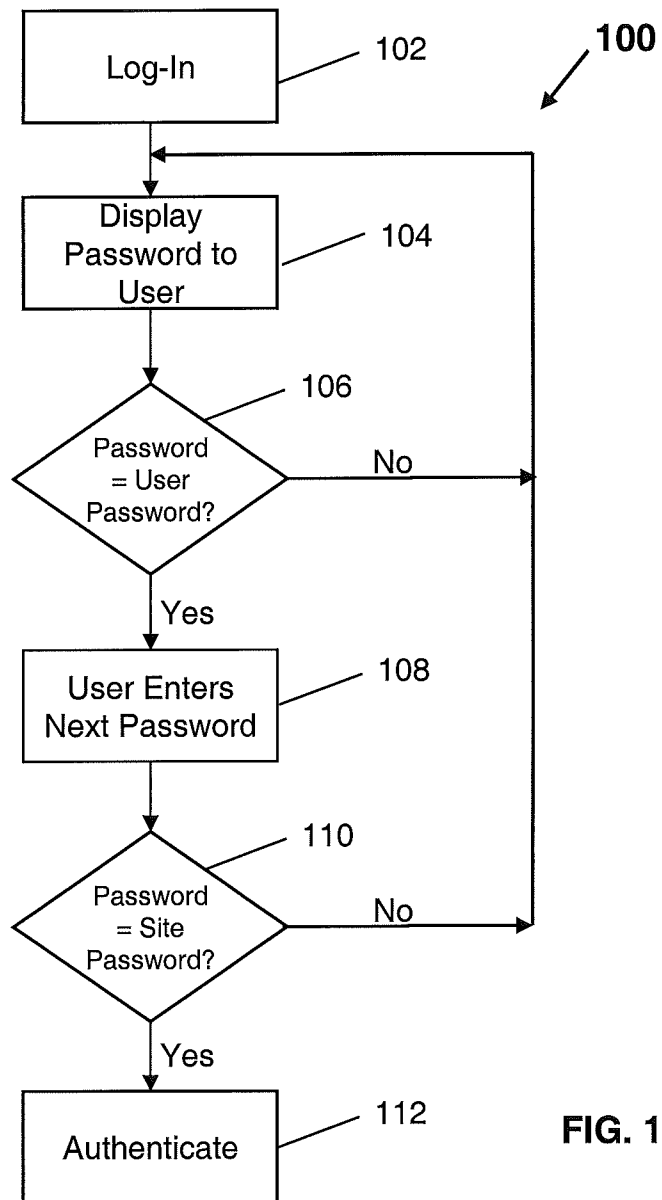 Log-In
102
100
Display
Password to
User
104
106
Password
= User
Password?
No
Yes
User Enters
Next Password
108
110
Password
= Site
Password?
No
Yes
Authenticate
112
FIG. 1